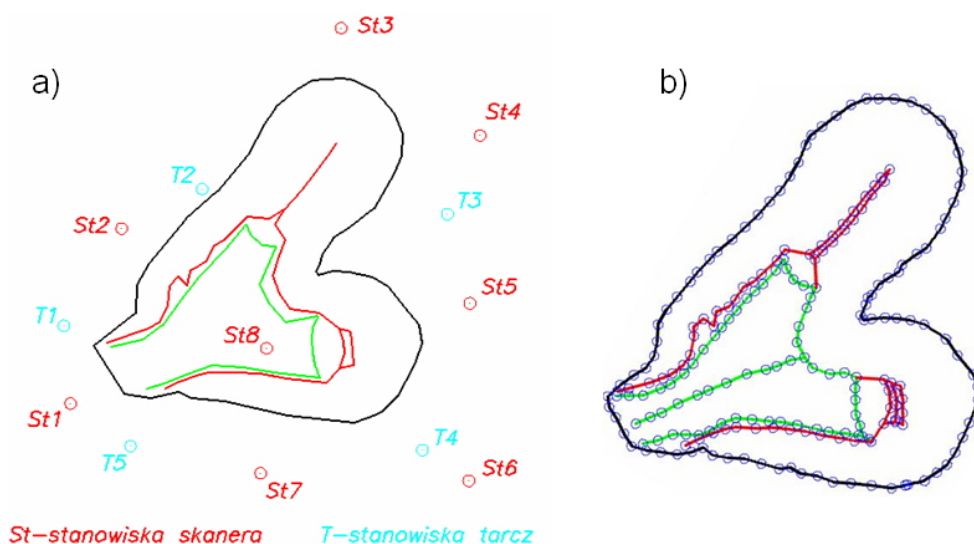 St3
a)
b)
St4
T2
T3
St2
St5
T1
St8
St1
T4
T5
St7
St6
St-stanowiska skanera
T-stanowiska tarcz